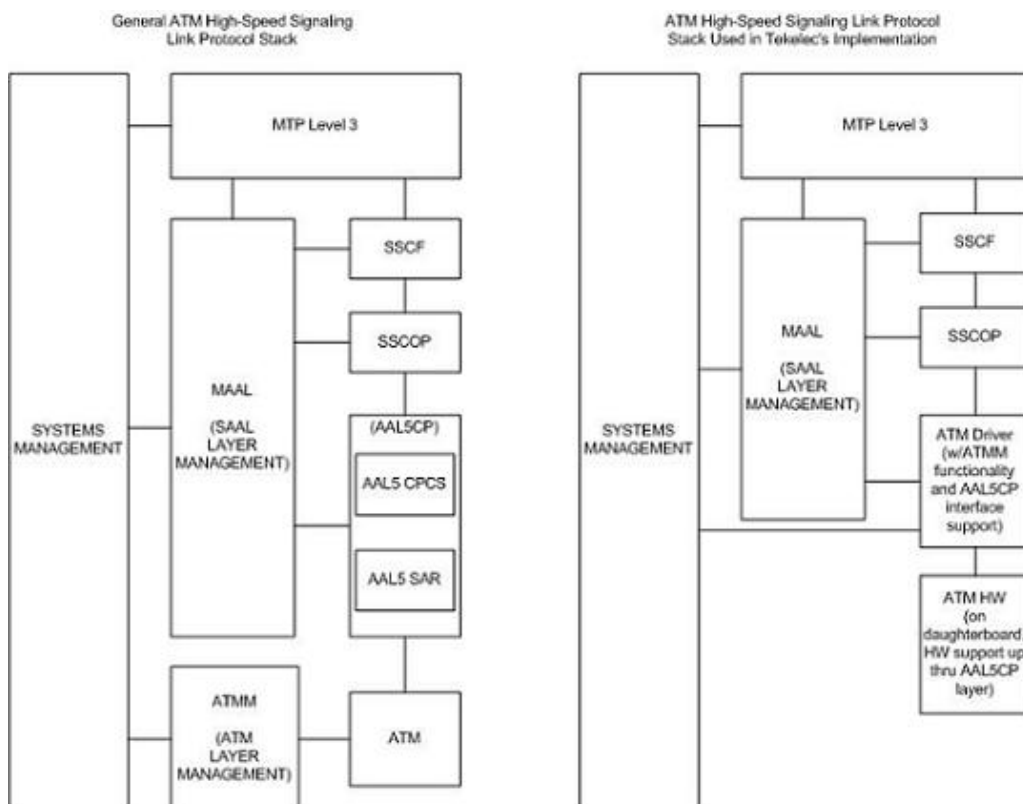 General ATM High-Speed Signaling
Link Protocol Stack
MTP Level 3
SSCF
SSCOP
MAAL
(SAAL
LAYER
MANAGEMENT)
SYSTEMS
MANAGEMENT
(AAL5CP)
AAL5 CPCS
AAL5 SAR
ATMM
(ATM
LAYER
MANAGEMENT)
ATM
ATM High-Speed Signaling Link Protocol
Stack Used in Tekelec's Implementation
MTP Level 3
SSCF
SSCOP
MAAL
(SAAL
LAYER
MANAGEMENT)
SYSTEMS
MANAGEMENT
ATM Driver
(w/ATMM
functionality
and AAL5CP
interface
support)
ATM HW
(on
daughterboard,
HW support up
thru AAL5CP
layer)